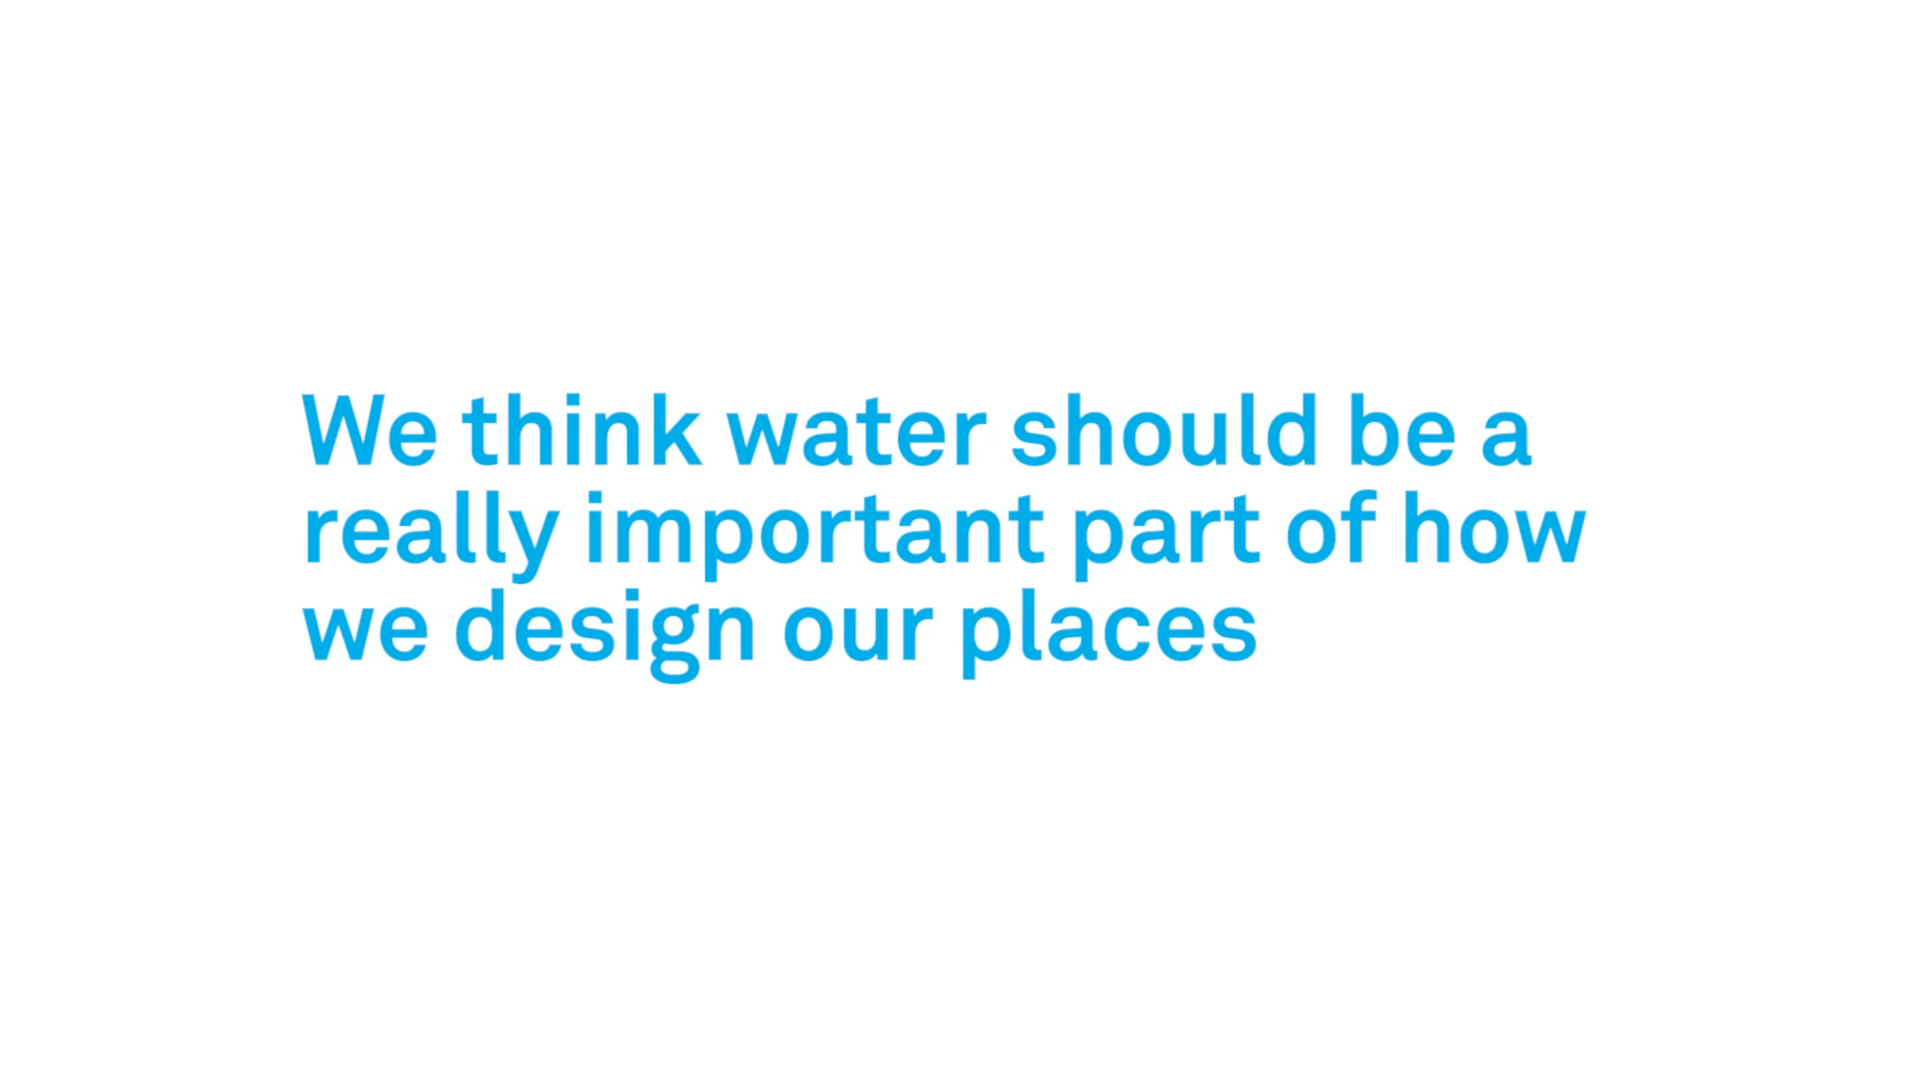 We think water should be a
really important part of how
we design our places